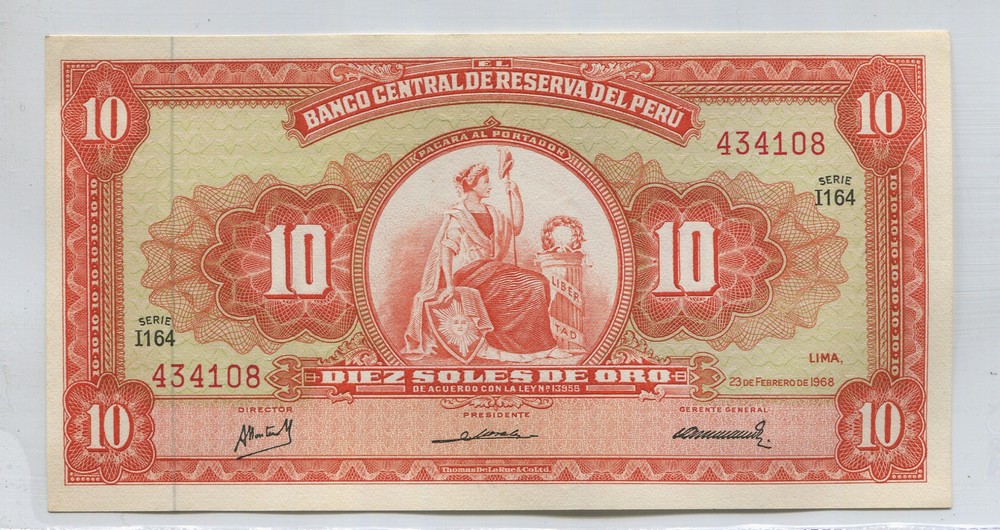 EL
BANCO CENTRAL DE RESERVA DEL PERÚ
10
10
PAGARA AL PORTADOR
434108
SERIE
I164
10
10
LIBER
TAD
SERIE
I164
434108
DIEZ SOLES DE ORO
DE ACUERDO CON LA LEY Nº 13958
LIMA,
23 DE FEBRERO DE 1968
10
10
DIRECTOR
PRESIDENTE
GERENTE GENERAL
Thomas De La Rue & Co. Ltd.